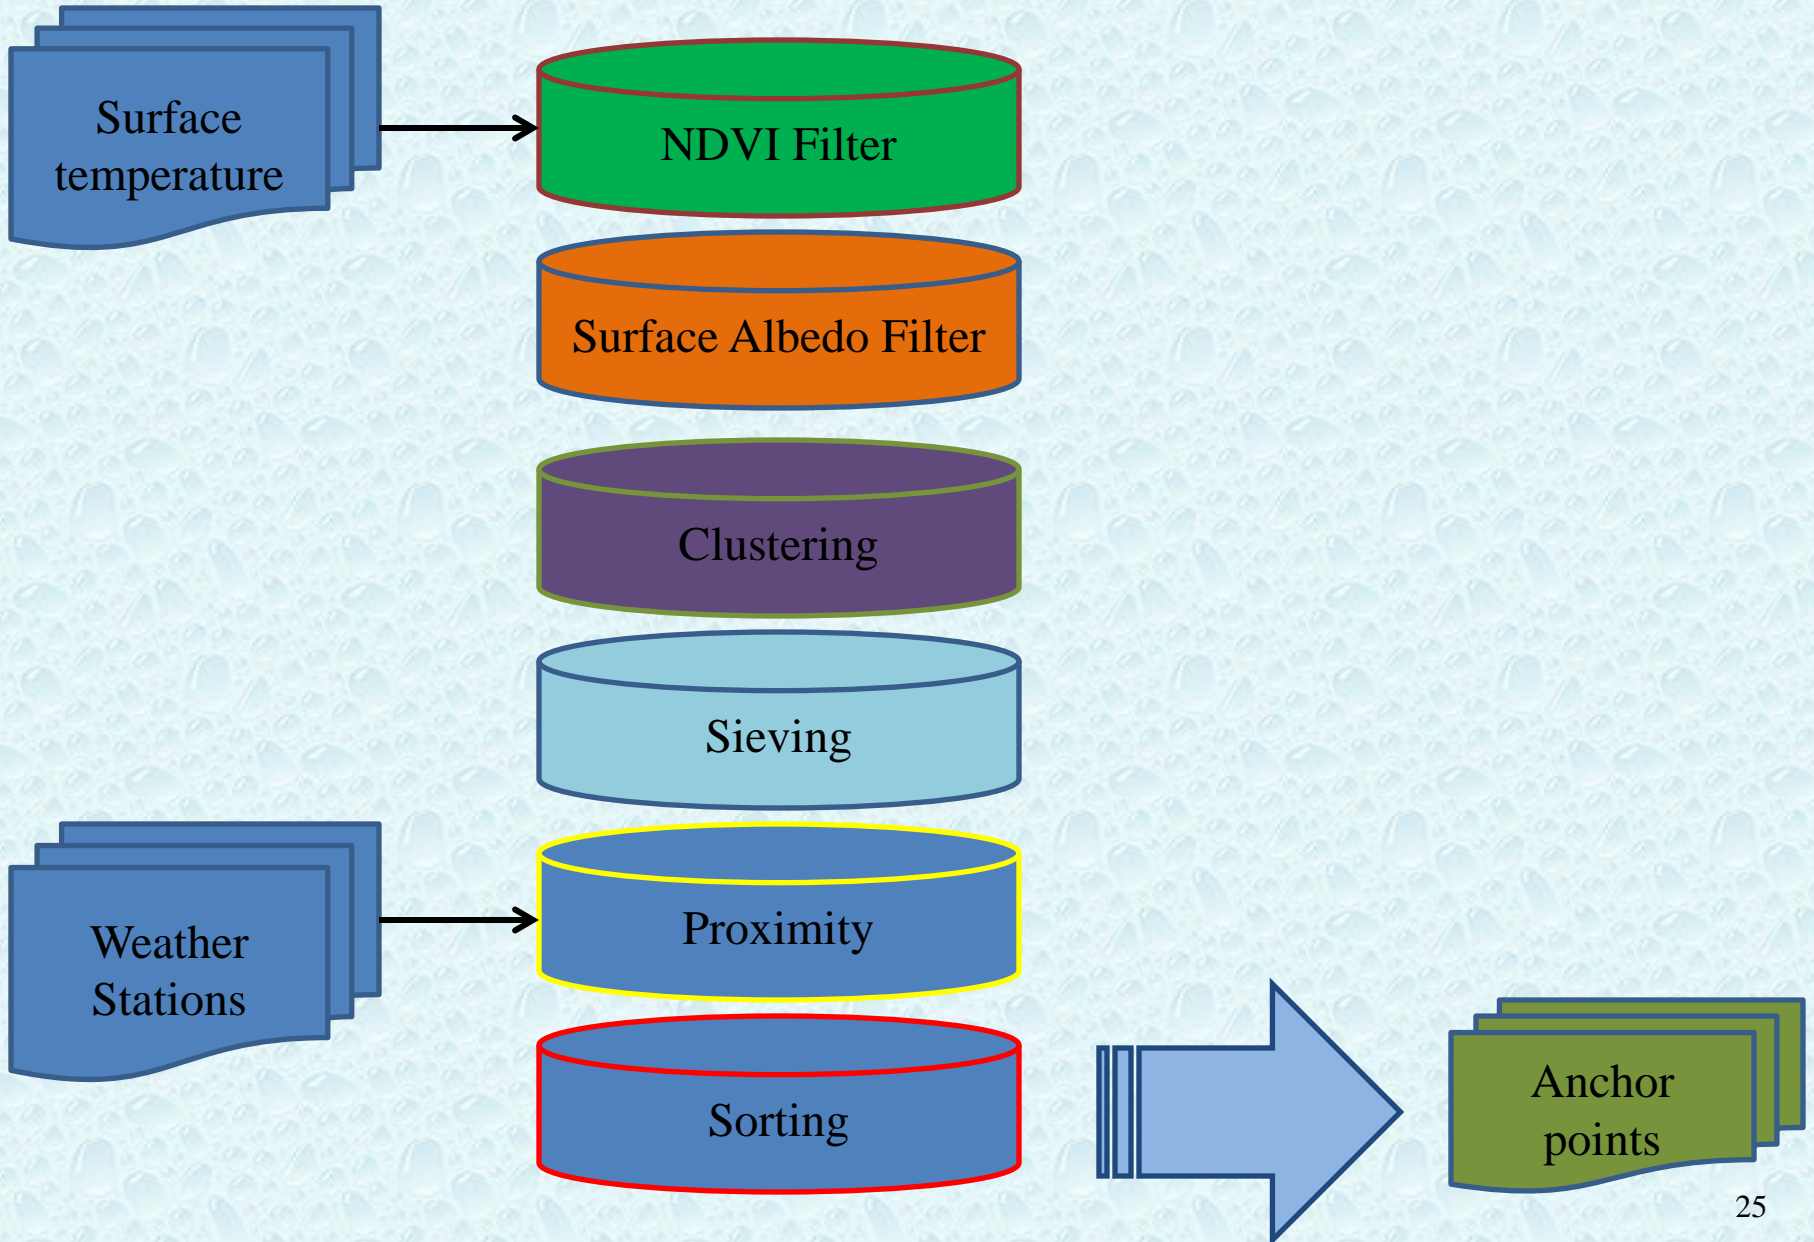 Surface
temperature
NDVI Filter
Surface Albedo Filter
Clustering
Sieving
Weather
Stations
Proximity
Sorting
Anchor
points
25